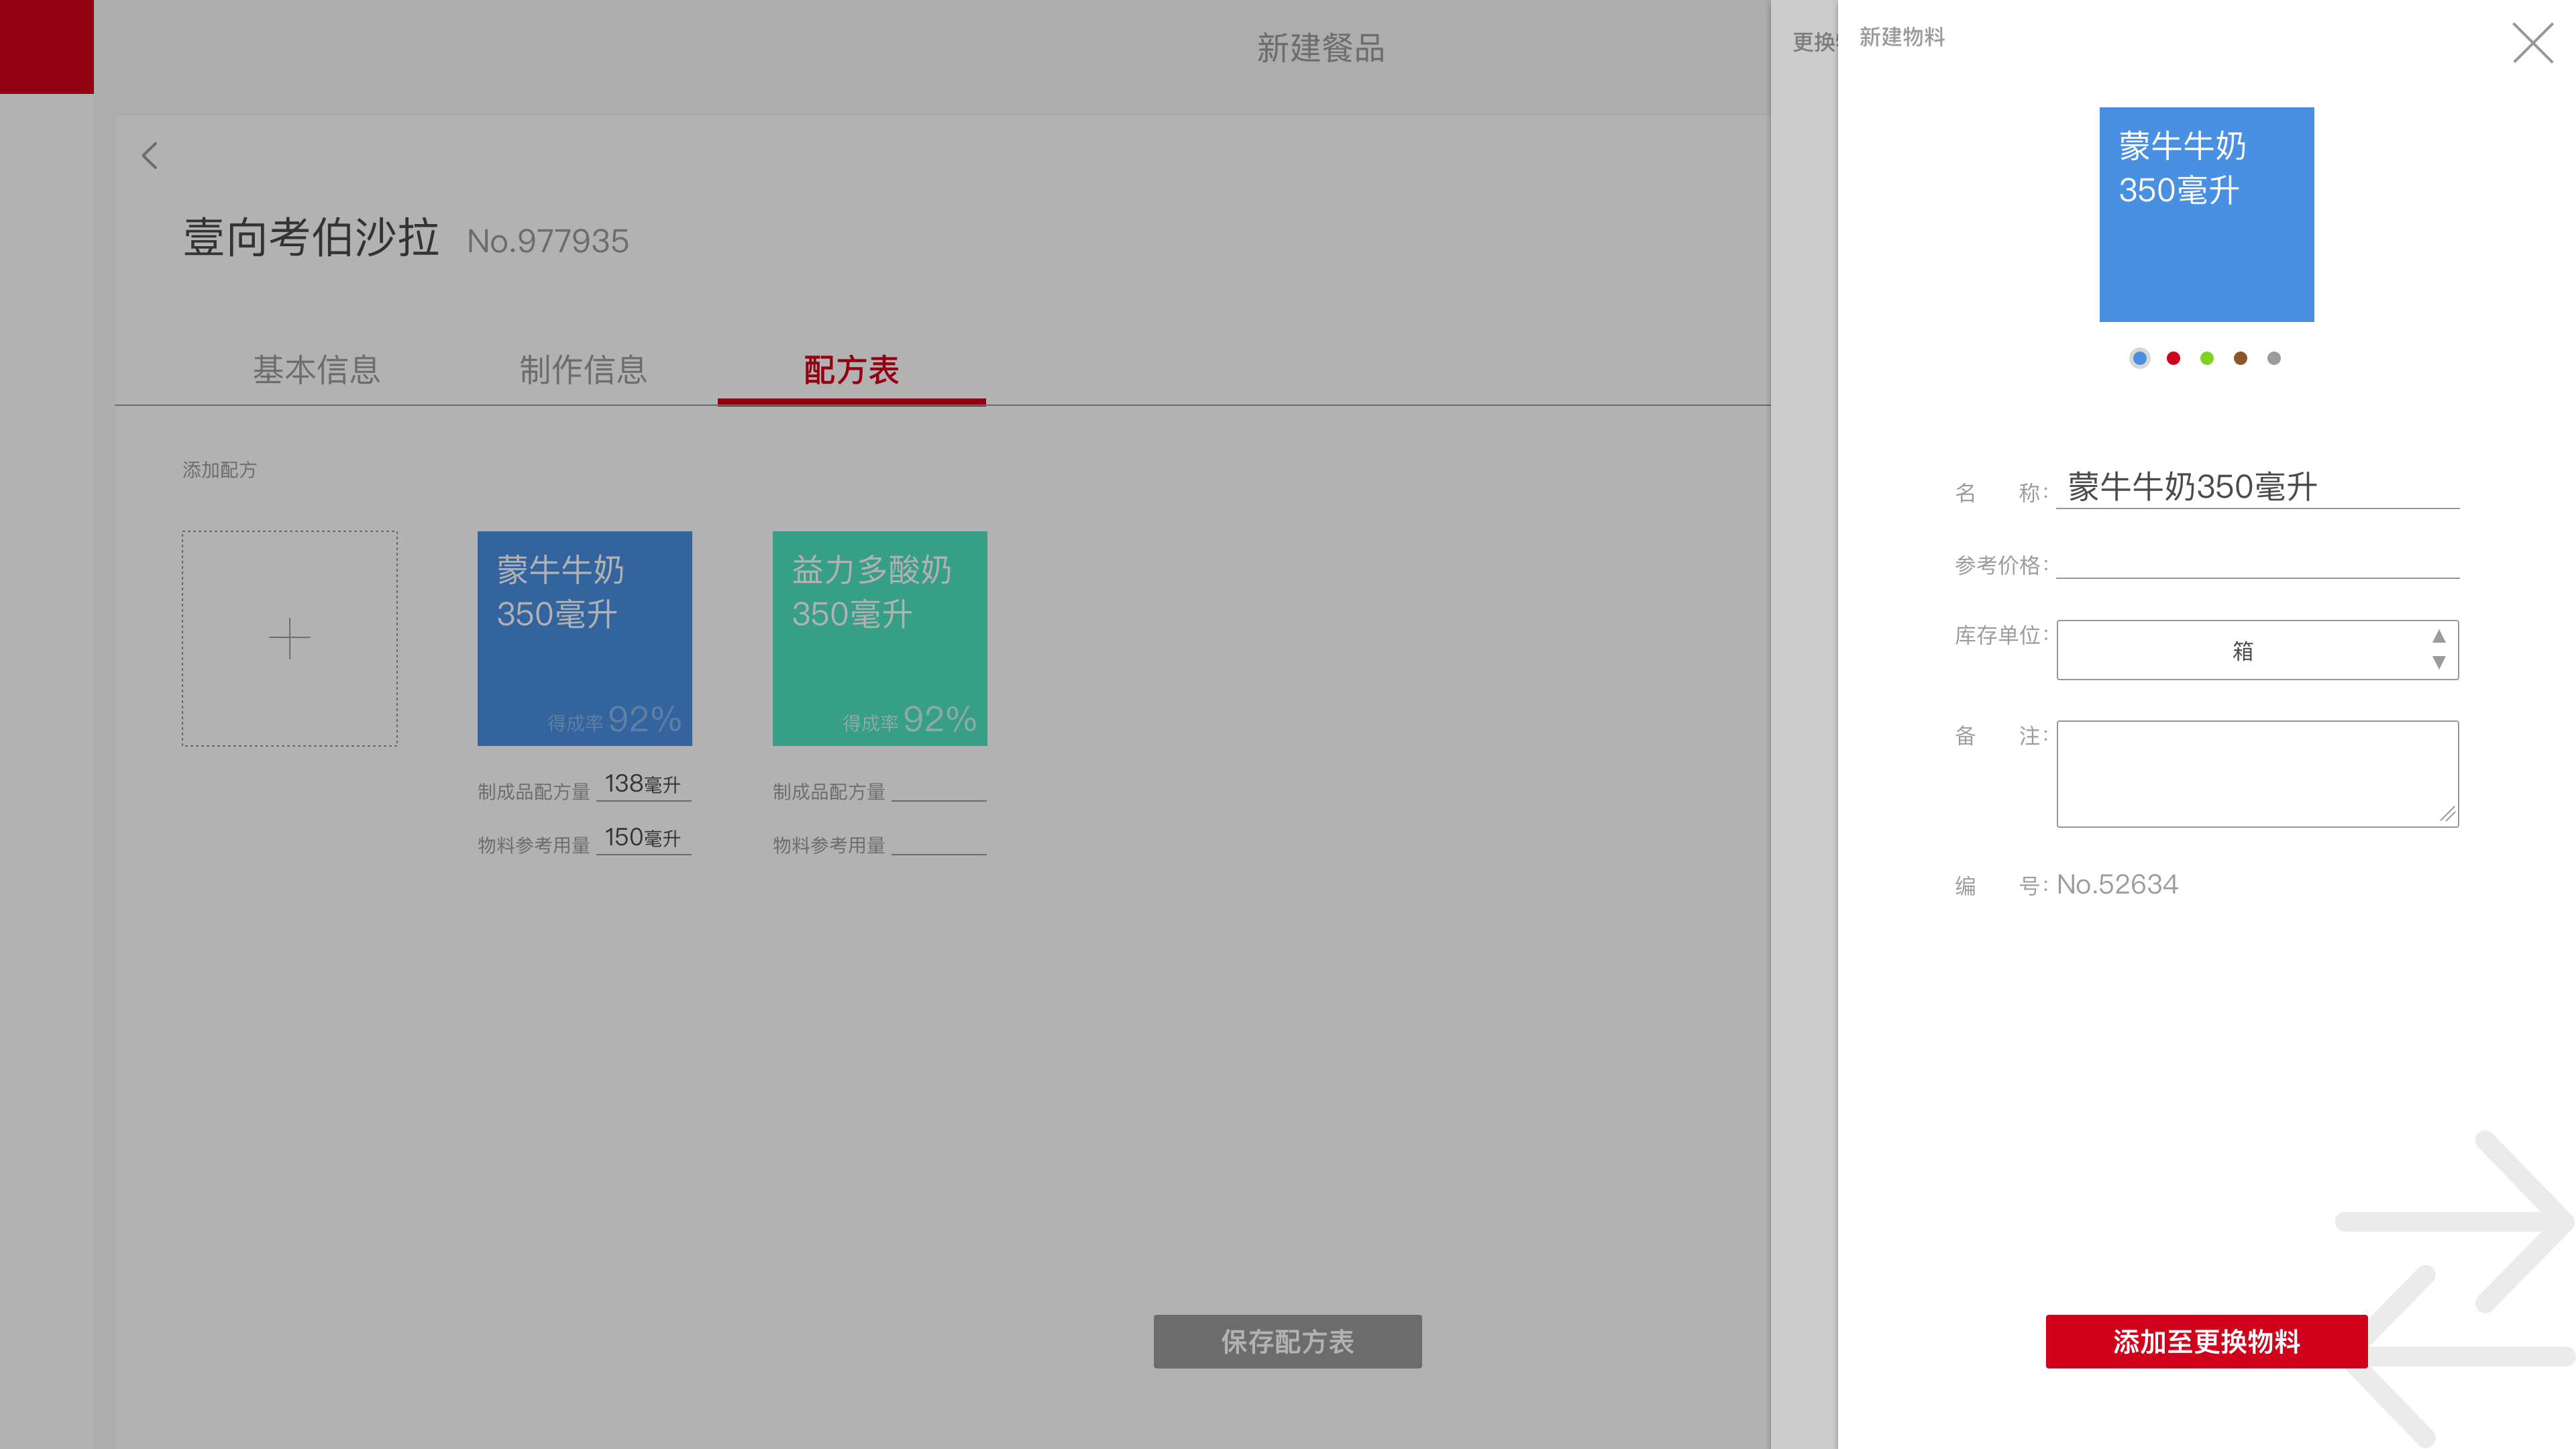 新建餐品
壹向考伯沙拉 No.977935
基本信息 制作信息 配方表
添加配方
蒙牛牛奶
350毫升
得成率 92%
制成品配方量 138毫升
物料参考用量 150毫升
益力多酸奶
350毫升
得成率 92%
制成品配方量
物料参考用量
保存配方表
更换
新建物料
蒙牛牛奶
350毫升
名 称: 蒙牛牛奶350毫升
参考价格:
库存单位: 箱
备 注:
编 号: No.52634
添加至更换物料